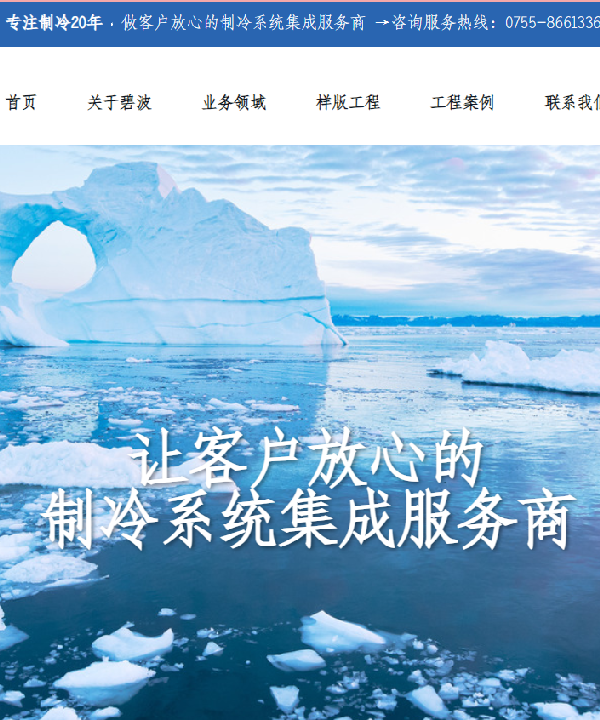 专注制冷20年 · 做客户放心的制冷系统集成服务商 →咨询服务热线：0755-8661336
首页 关于碧波 业务领域 样版工程 工程案例 联系我们
让客户放心的
制冷系统集成服务商